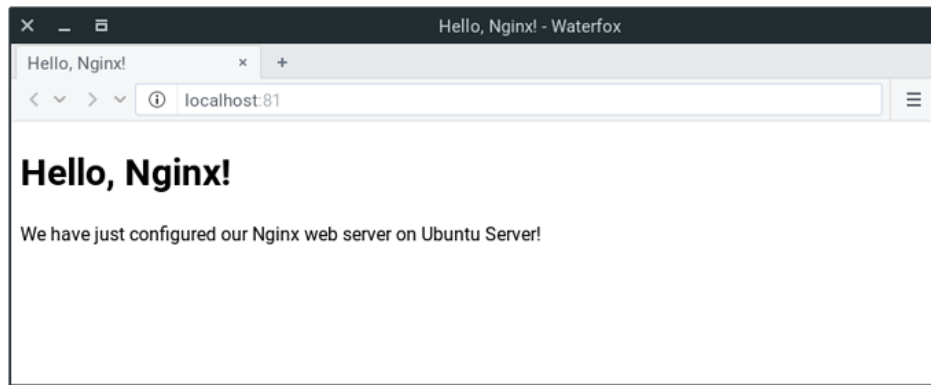 Hello, Nginx! - Waterfox
Hello, Nginx!
localhost:81
Hello, Nginx!
We have just configured our Nginx web server on Ubuntu Server!